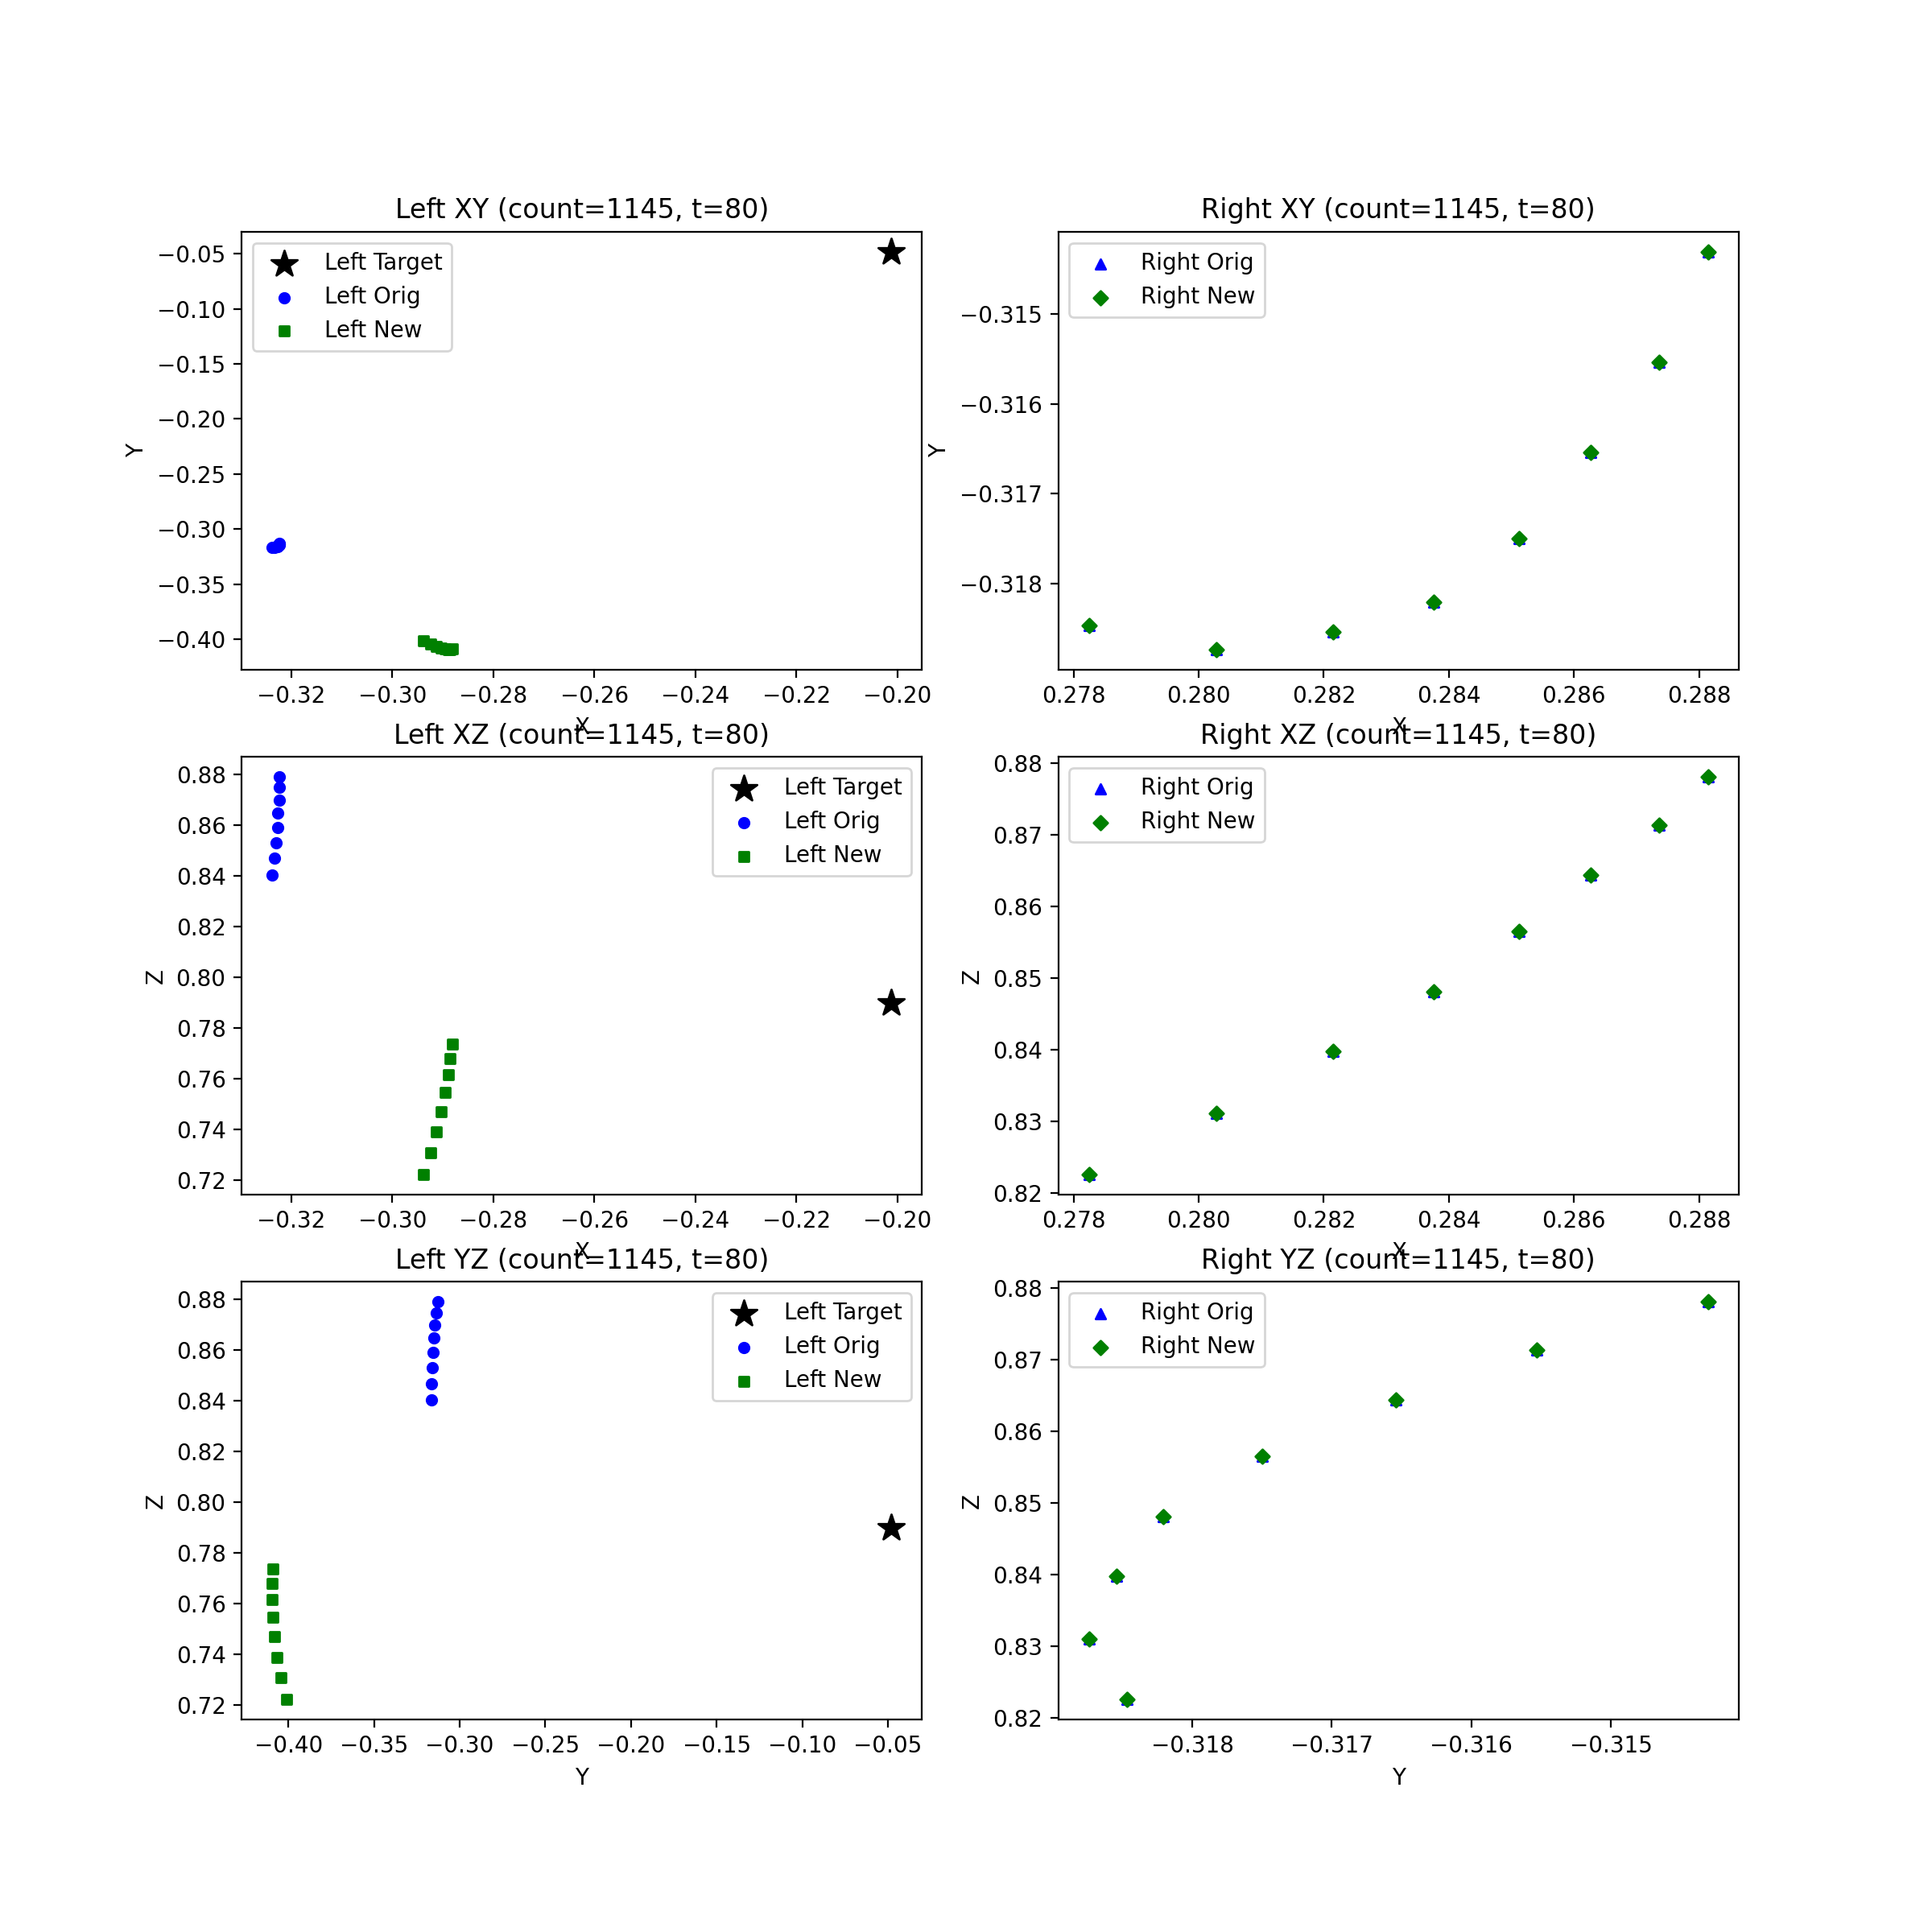 Left XY (count=1145, t=80)
−0.05
−0.10
−0.15
−0.20
−0.25
−0.30
−0.35
−0.40
Y
Left Target
Left Orig
Left New
−0.32 −0.30 −0.28 −0.26 −0.24 −0.22 −0.20
X
Right XY (count=1145, t=80)
−0.315
−0.316
−0.317
−0.318
Y
Right Orig
Right New
0.278 0.280 0.282 0.284 0.286 0.288
X
Left XZ (count=1145, t=80)
0.88
0.86
0.84
0.82
0.80
0.78
0.76
0.74
0.72
Z
Left Target
Left Orig
Left New
−0.32 −0.30 −0.28 −0.26 −0.24 −0.22 −0.20
X
Right XZ (count=1145, t=80)
0.88
0.87
0.86
0.85
0.84
0.83
0.82
Z
Right Orig
Right New
0.278 0.280 0.282 0.284 0.286 0.288
X
Left YZ (count=1145, t=80)
0.88
0.86
0.84
0.82
0.80
0.78
0.76
0.74
0.72
Z
Left Target
Left Orig
Left New
−0.40 −0.35 −0.30 −0.25 −0.20 −0.15 −0.10 −0.05
Y
Right YZ (count=1145, t=80)
0.88
0.87
0.86
0.85
0.84
0.83
0.82
Z
Right Orig
Right New
−0.318 −0.317 −0.316 −0.315
Y